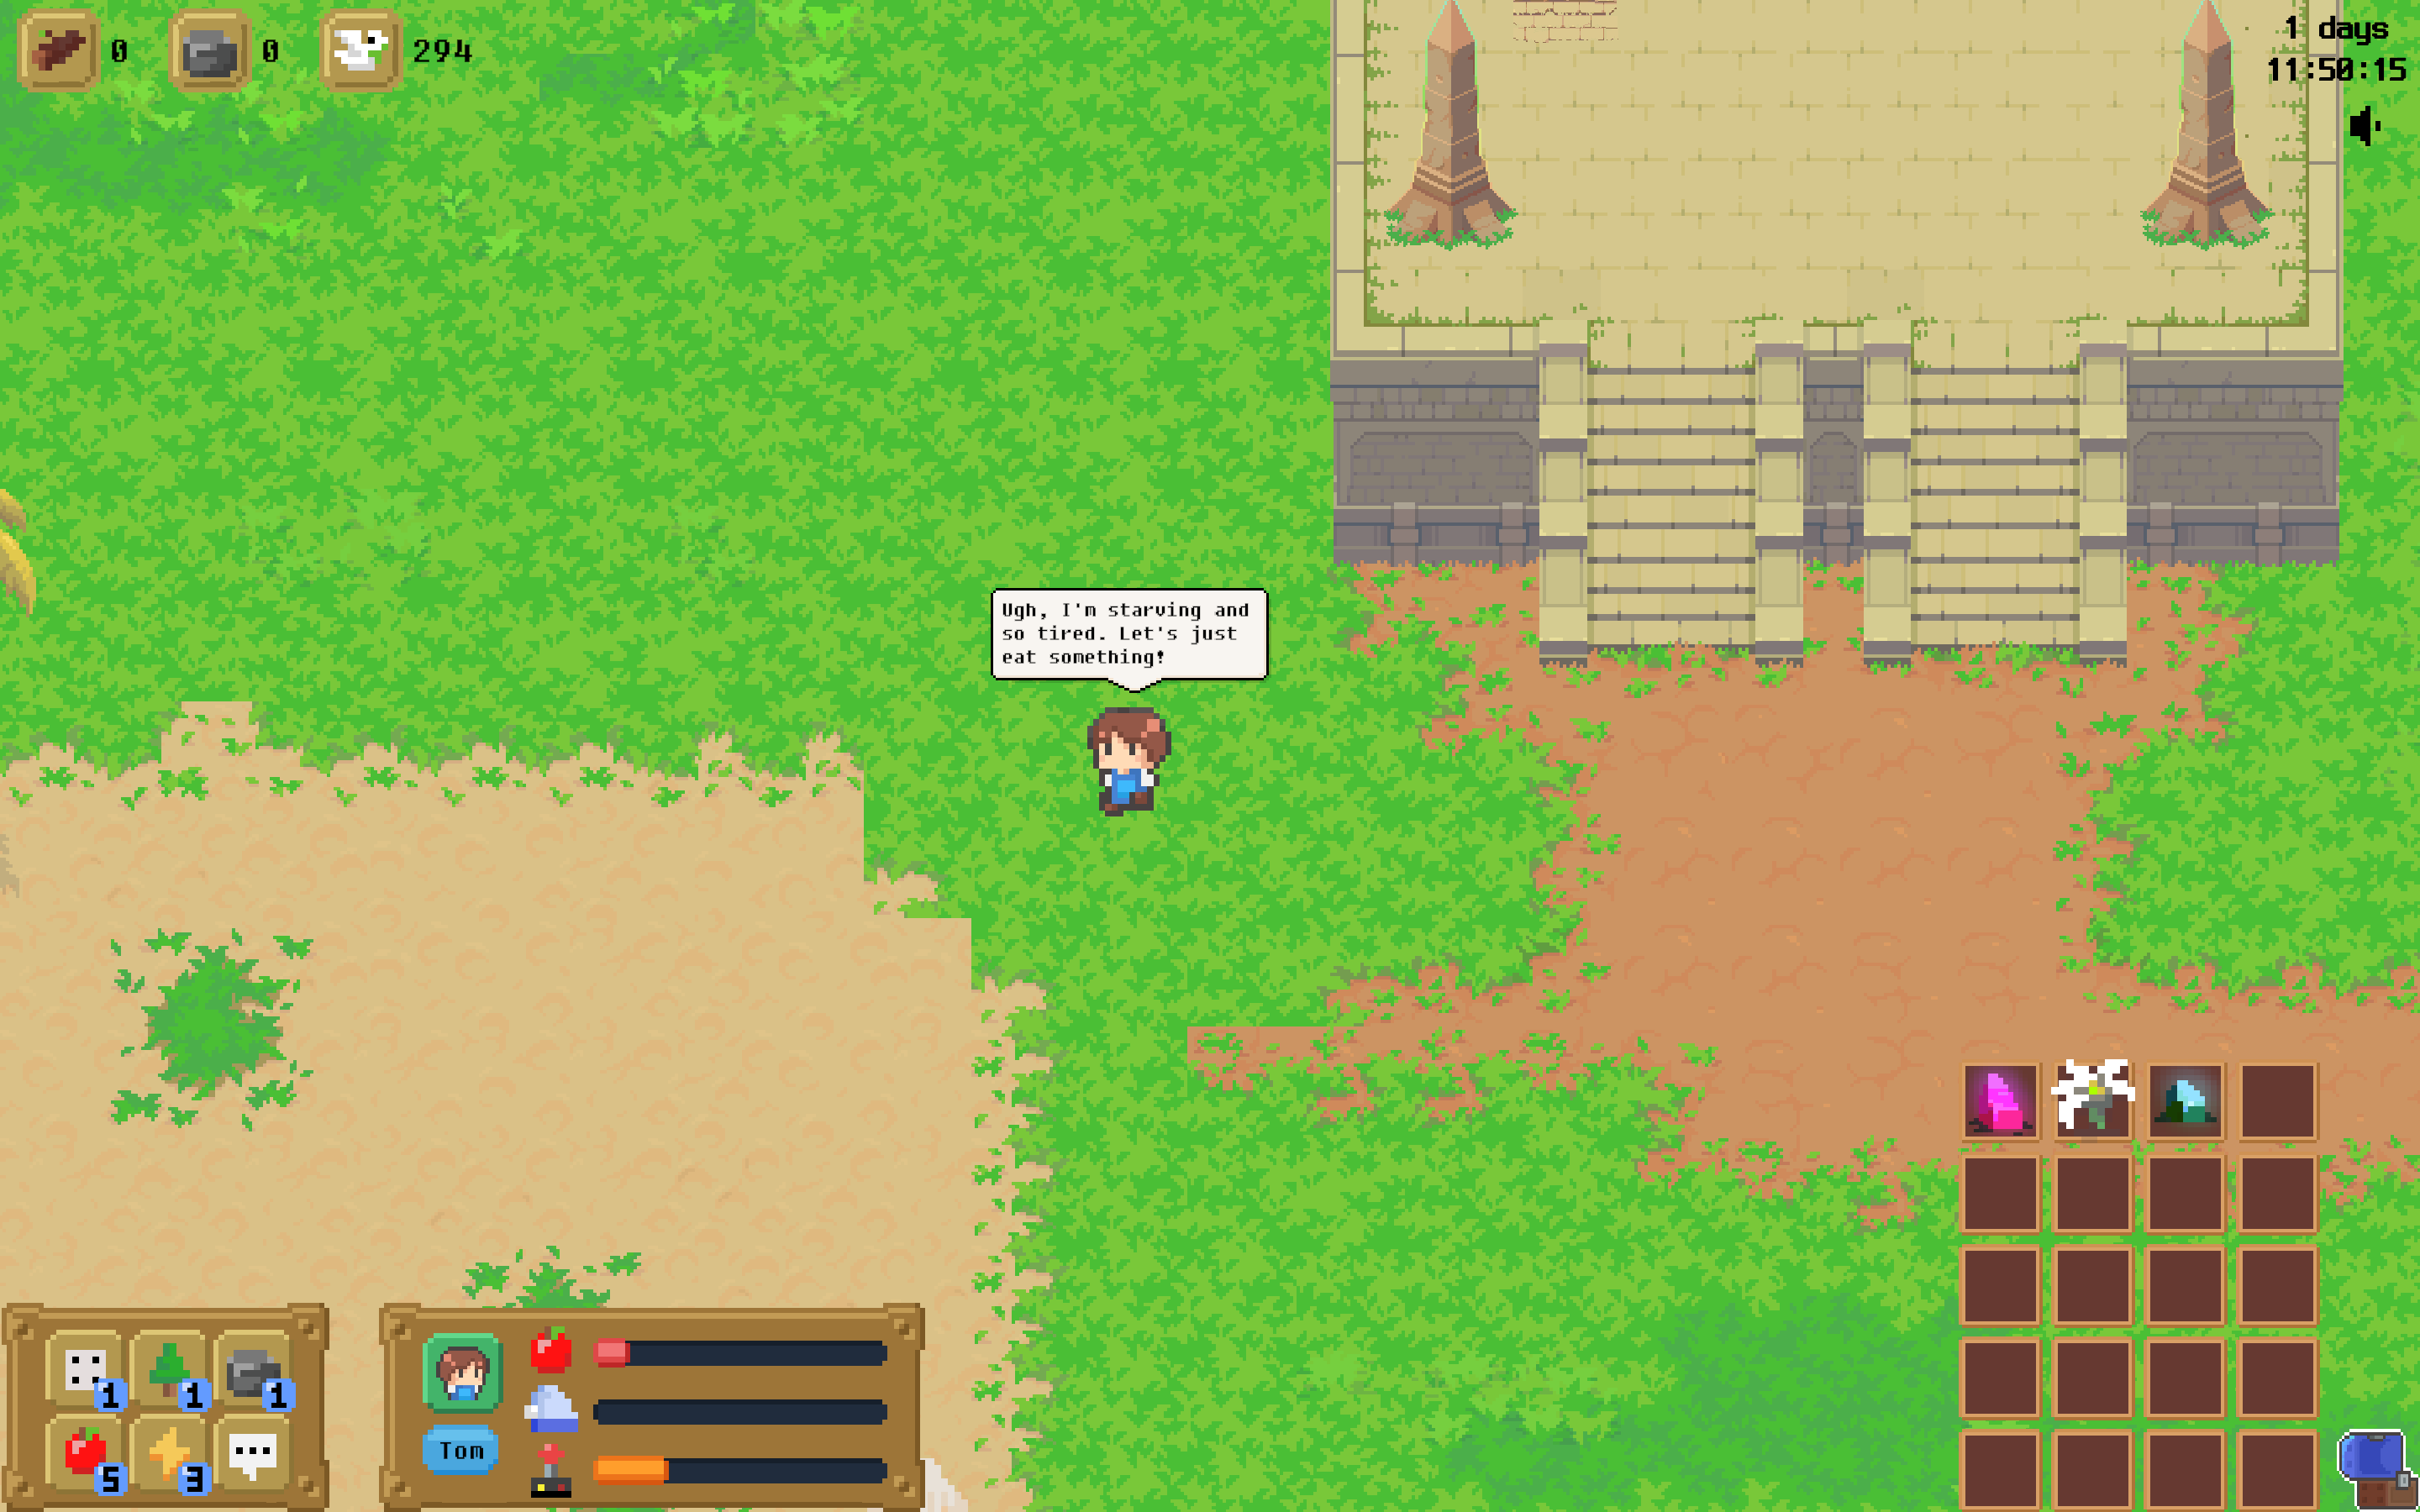 0 0 294
1 days
11:50:15
Ugh, I'm starving and
so tired. Let's just
eat something!
1 1 1
5 3
Tom